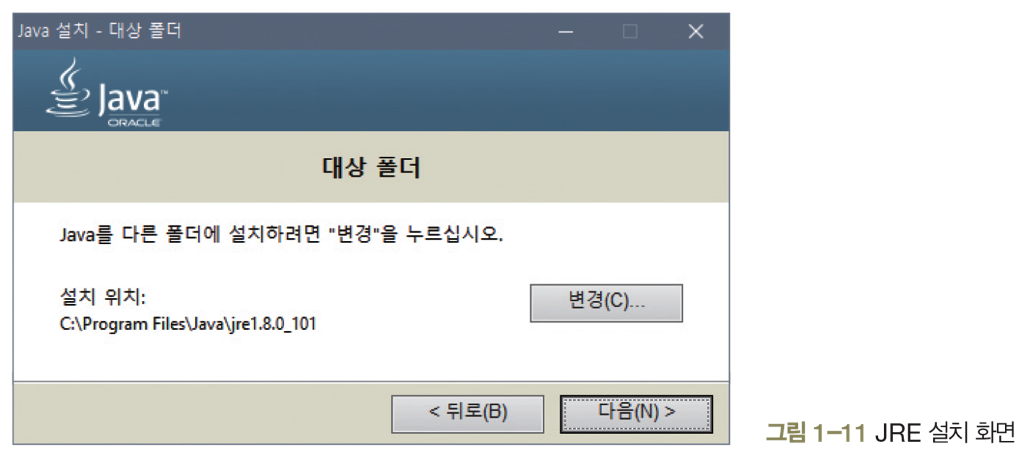 Java 설치 - 대상 폴더
Java™
ORACLE
대상 폴더
Java를 다른 폴더에 설치하려면 "변경"을 누르십시오.
설치 위치:
변경(C)...
C:\Program Files\Java\jre1.8.0_101
< 뒤로(B)
다음(N) >
그림 1-11 JRE 설치 화면